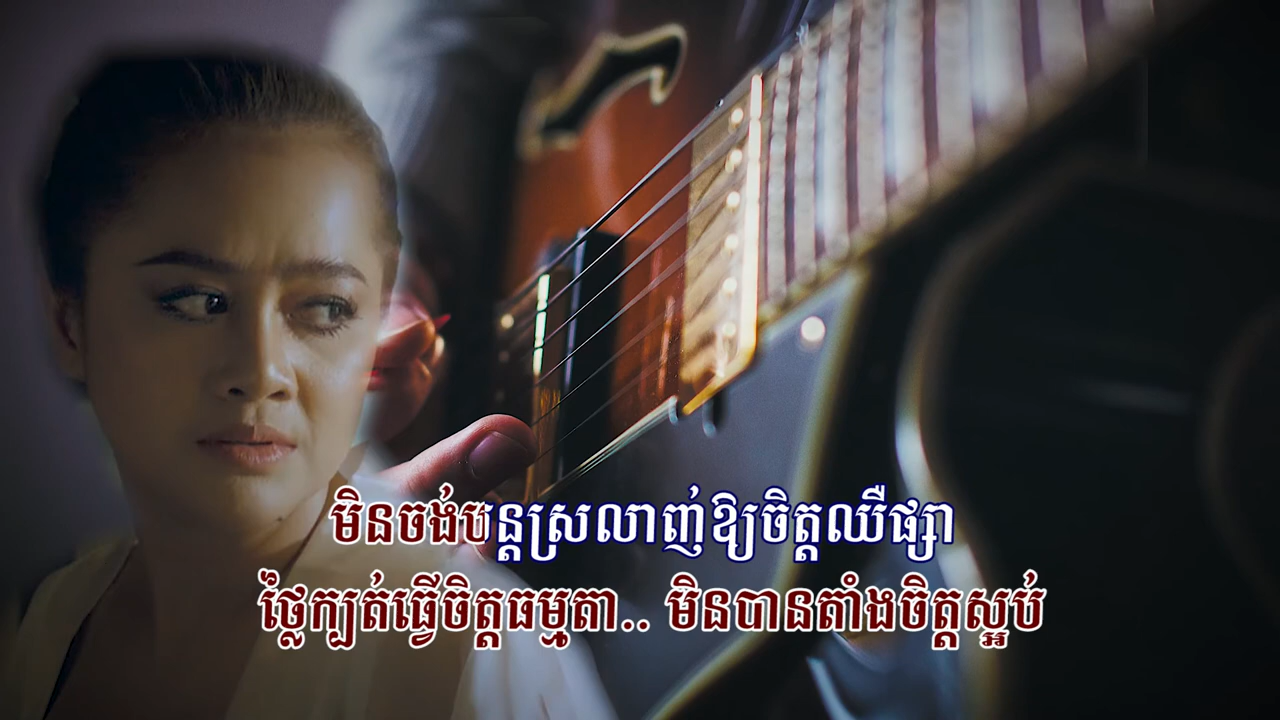 មិនចង់បន្តស្រលាញ់ឱ្យចិត្តឈឺផ្សា
ថ្លៃក្បត់ធ្វើចិត្តធម្មតា.. មិនបានតាំងចិត្តស្អប់